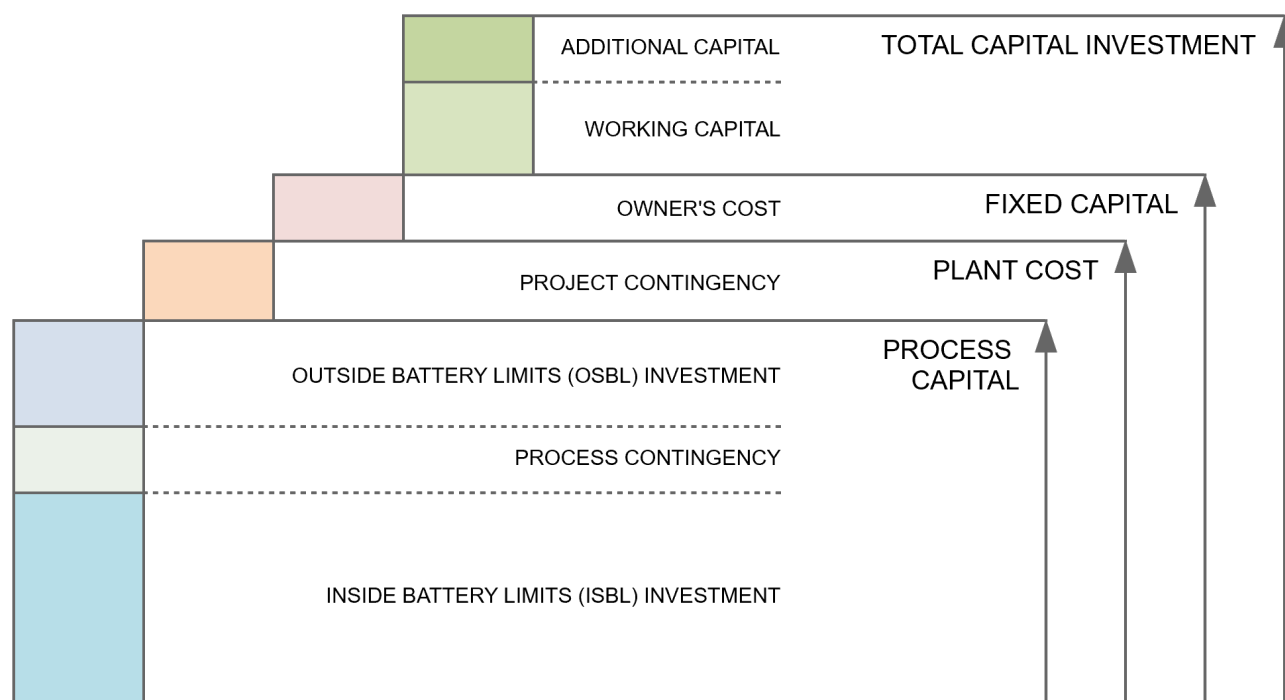 ADDITIONAL CAPITAL
TOTAL CAPITAL INVESTMENT
WORKING CAPITAL
OWNER'S COST
FIXED CAPITAL
PROJECT CONTINGENCY
PLANT COST
OUTSIDE BATTERY LIMITS (OSBL) INVESTMENT
PROCESS
CAPITAL
PROCESS CONTINGENCY
INSIDE BATTERY LIMITS (ISBL) INVESTMENT